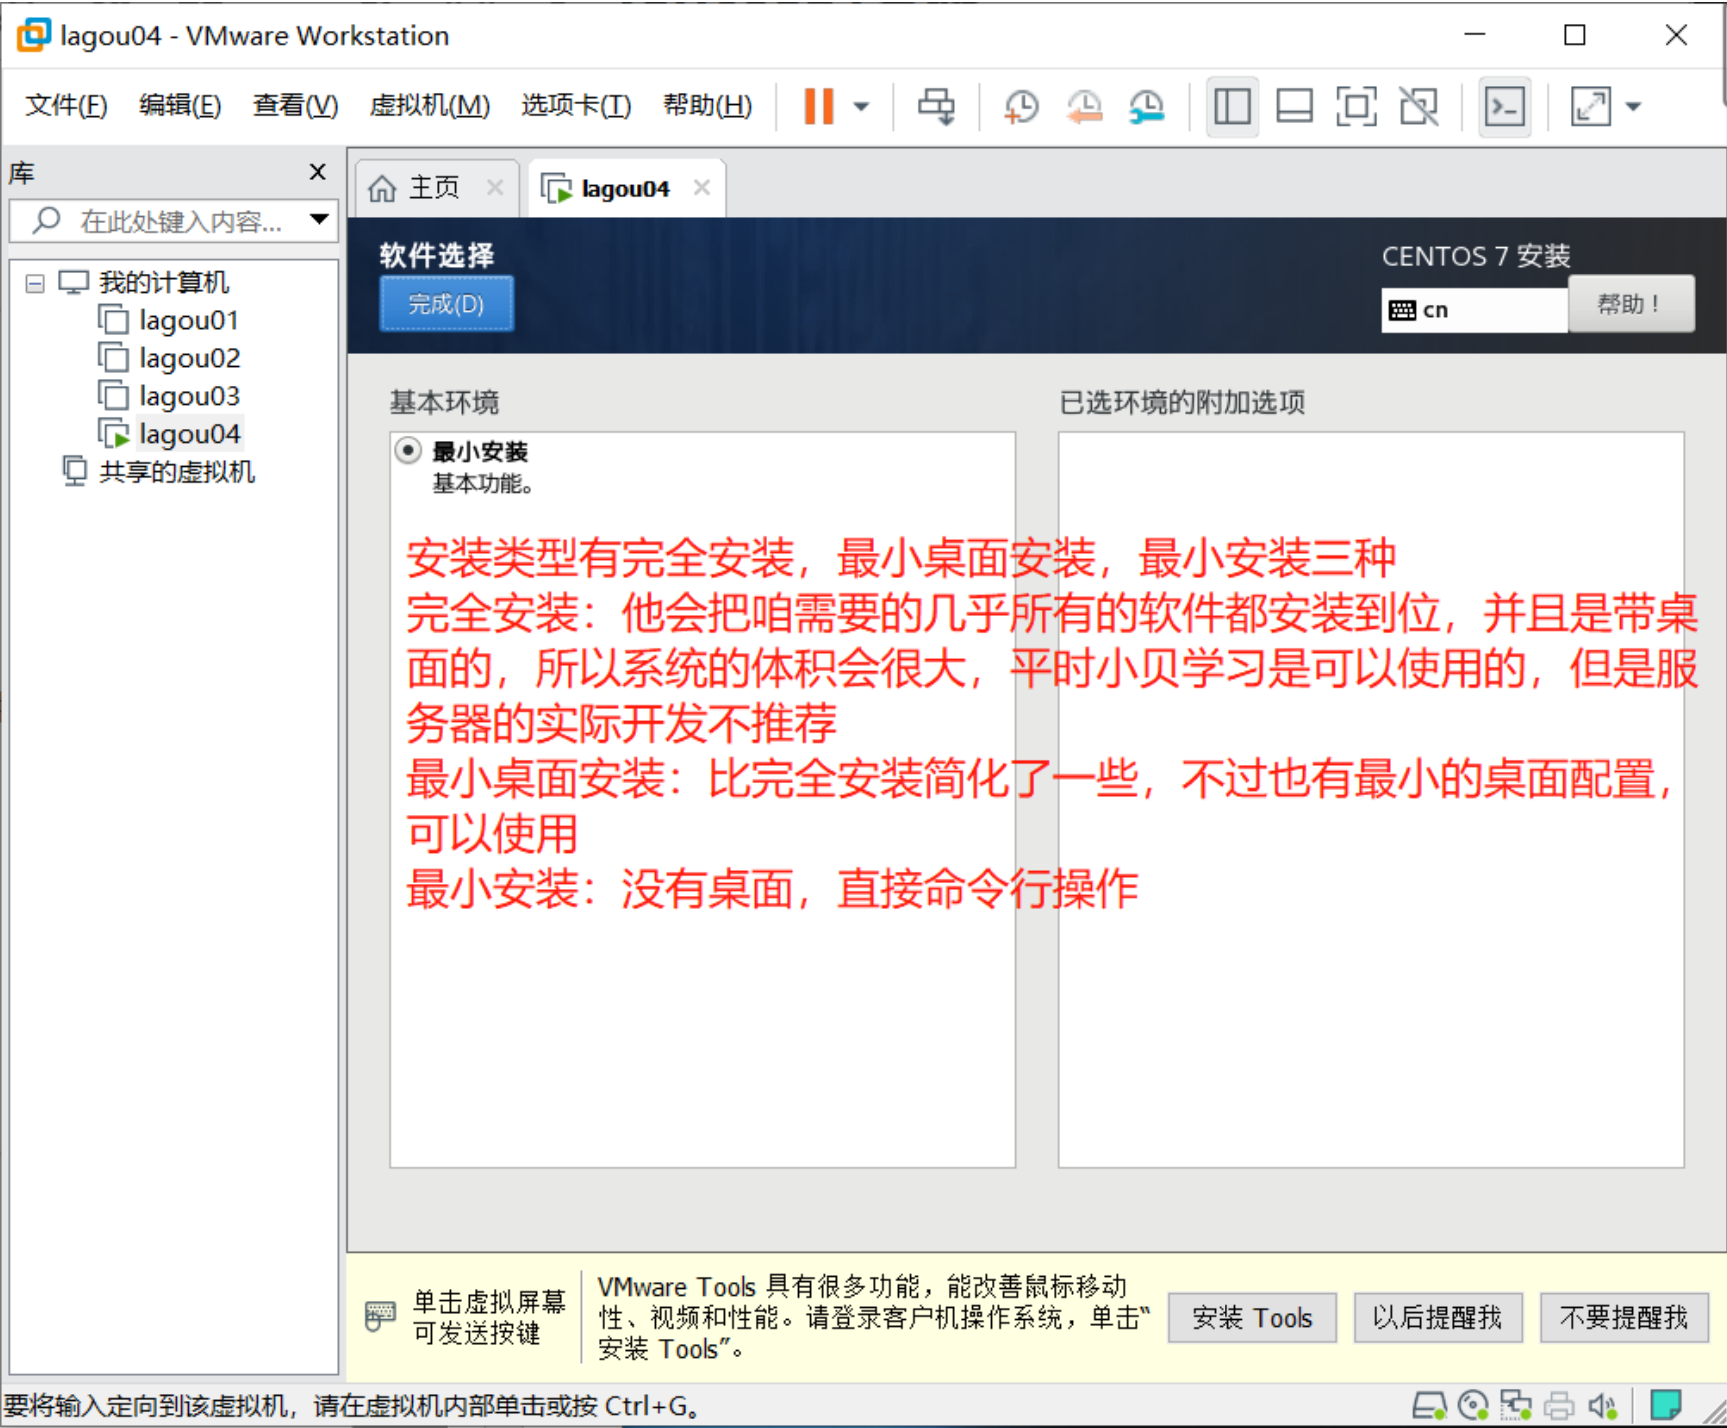 lagou04 - VMware Workstation
文件(F) 编辑(E) 查看(V) 虚拟机(M) 选项卡(T) 帮助(H)
库
在此处键入内容...
我的计算机
lagou01
lagou02
lagou03
lagou04
共享的虚拟机
主页
lagou04
软件选择
完成(D)
CENTOS 7 安装
cn
帮助！
基本环境
最小安装
基本功能。
已选环境的附加选项
安装类型有完全安装，最小桌面安装，最小安装三种
完全安装：他会把咱需要的几乎所有的软件都安装到位，并且是带桌
面的，所以系统的体积会很大，平时小贝学习是可以使用的，但是服
务器的实际开发不推荐
最小桌面安装：比完全安装简化了一些，不过也有最小的桌面配置，
可以使用
最小安装：没有桌面，直接命令行操作
单击虚拟屏幕
可发送按键
VMware Tools 具有很多功能，能改善鼠标移动
性、视频和性能。请登录客户机操作系统，单击“
安装 Tools”。
安装 Tools
以后提醒我
不要提醒我
要将输入定向到该虚拟机，请在虚拟机内部单击或按 Ctrl+G。